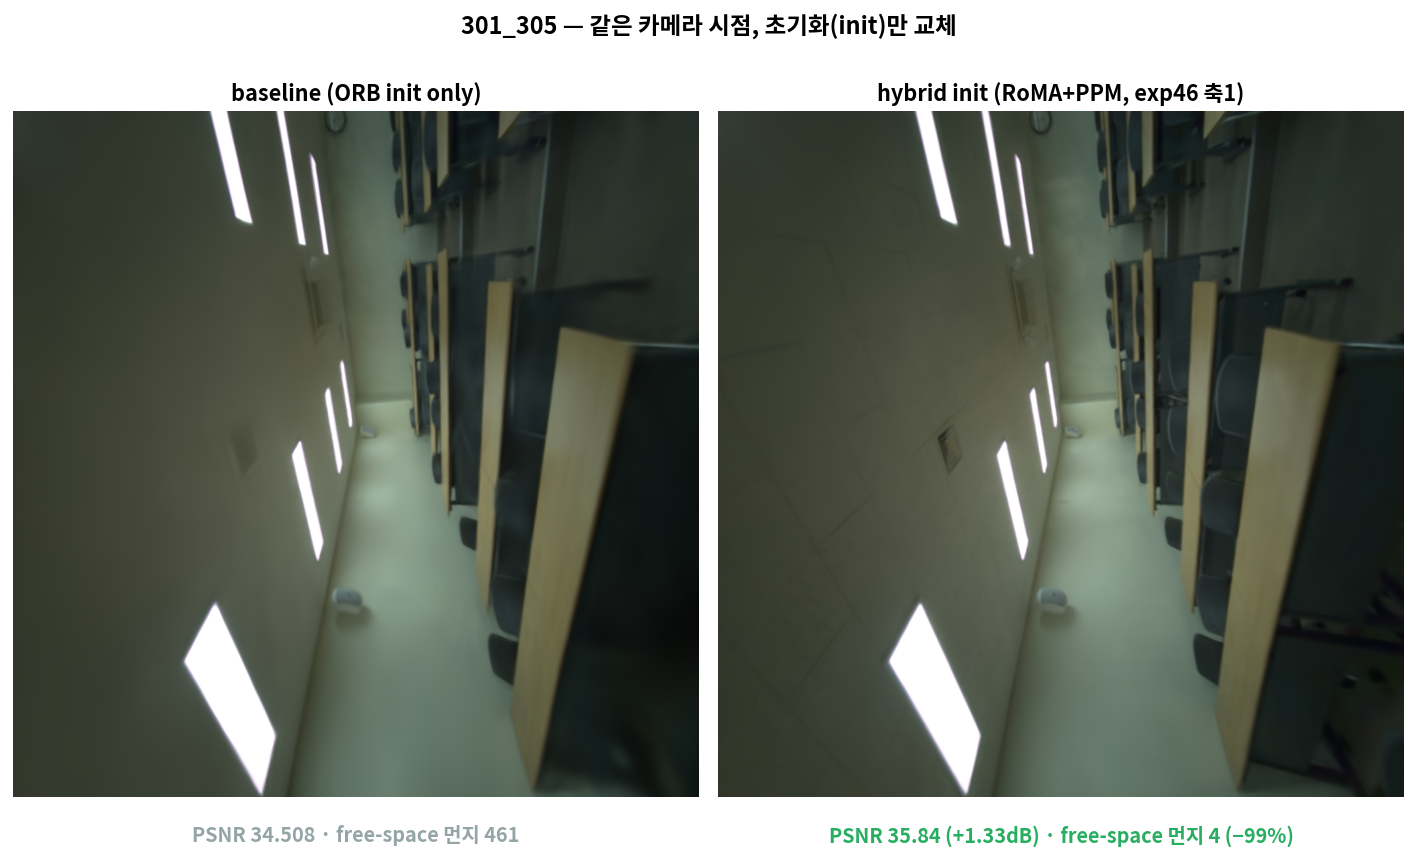 301_305 — 같은 카메라 시점, 초기화(init)만 교체
baseline (ORB init only)
hybrid init (RoMA+PPM, exp46 축1)
PSNR 34.508 · free-space 먼지 461
PSNR 35.84 (+1.33dB) · free-space 먼지 4 (−99%)